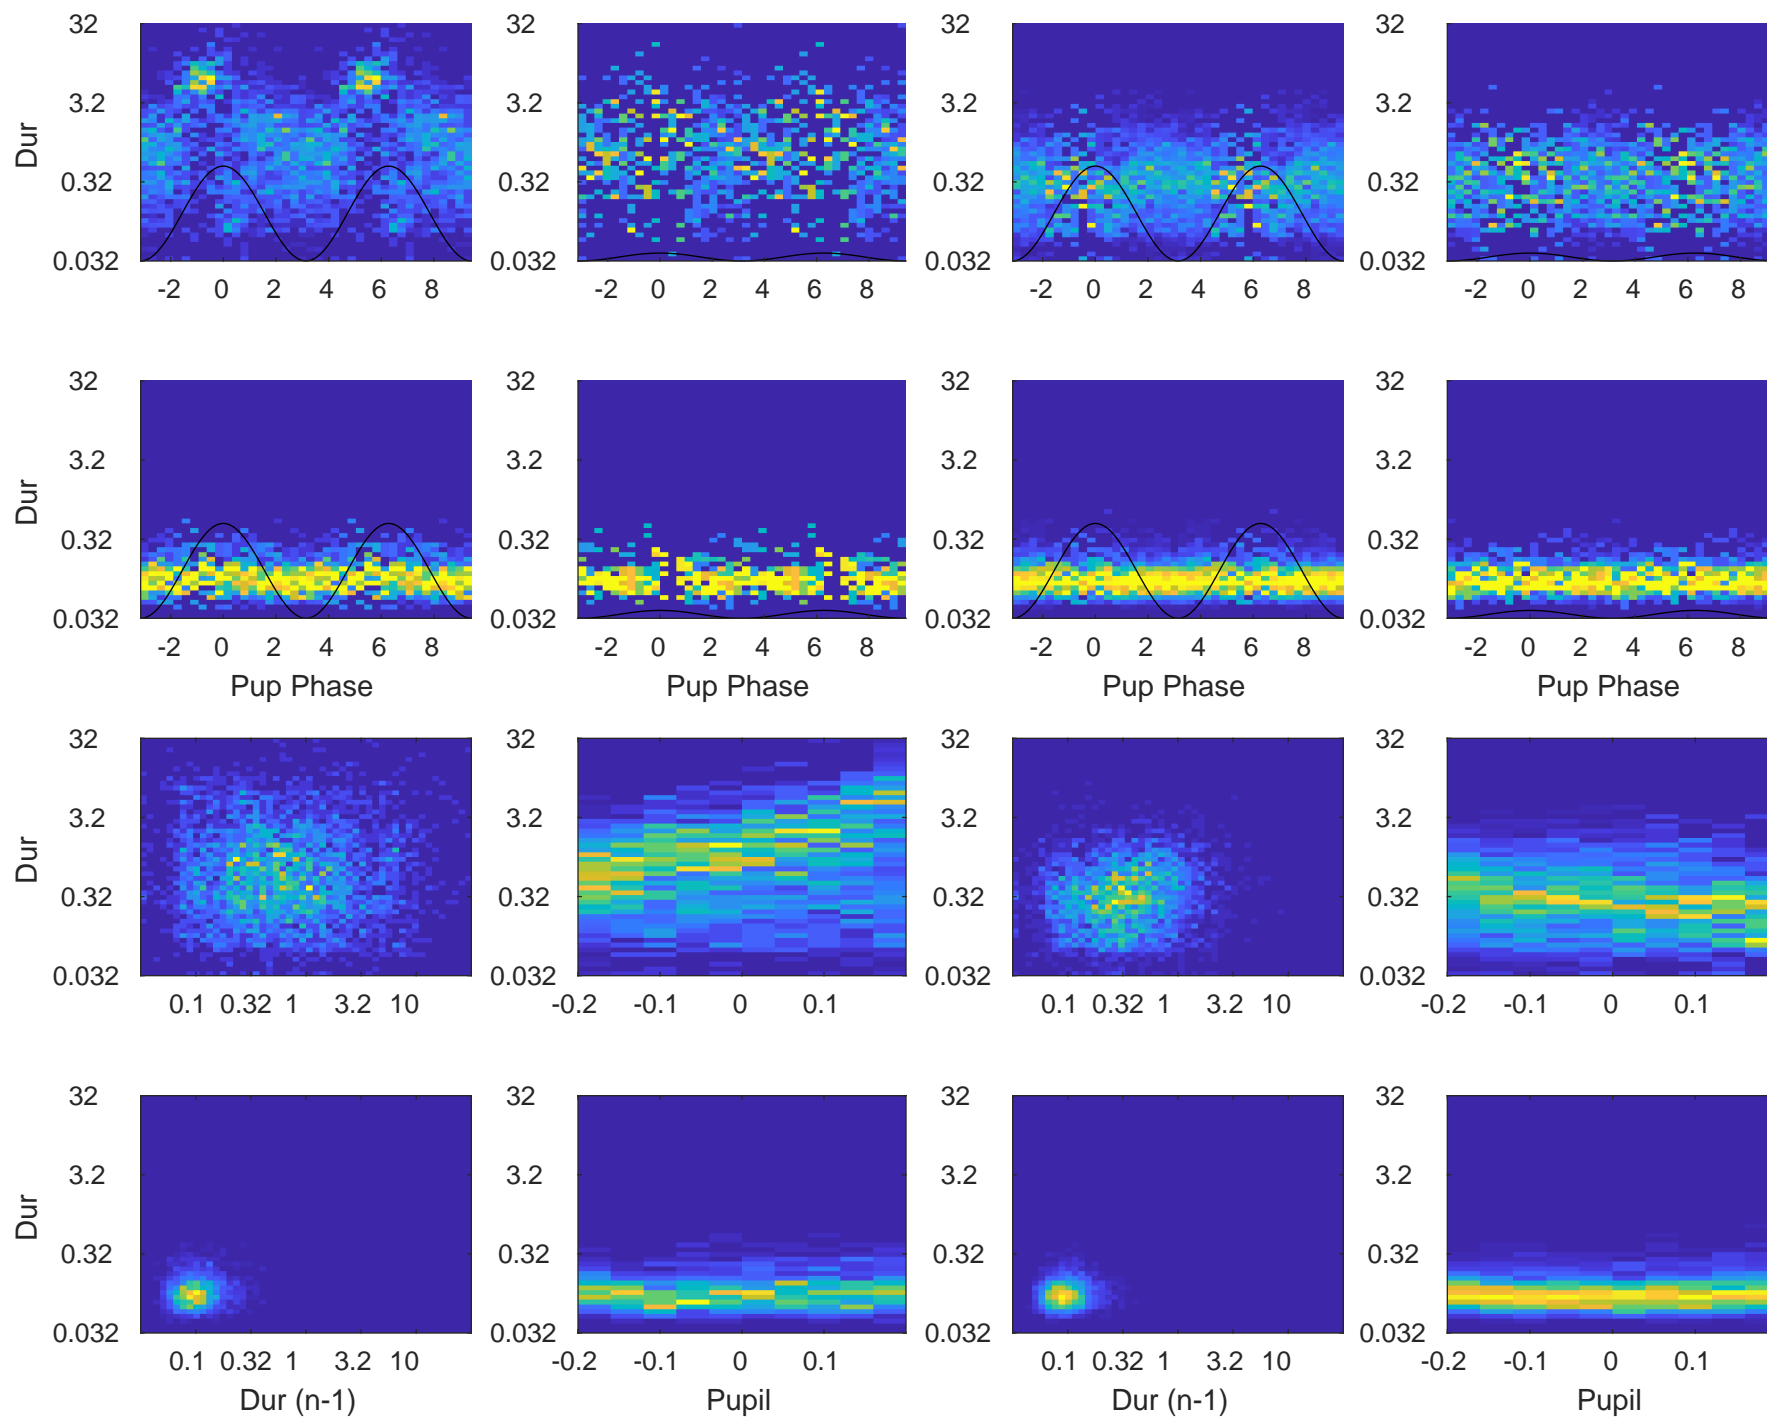 32 32 32 32
3.2 3.2 3.2 3.2
Dur
0.32 0.32 0.32 0.32
0.032 0.032 0.032 0.032
-2 0 2 4 6 8 -2 0 2 4 6 8 -2 0 2 4 6 8 -2 0 2 4 6 8
32 32 32 32
3.2 3.2 3.2 3.2
Dur
0.32 0.32 0.32 0.32
0.032 0.032 0.032 0.032
-2 0 2 4 6 8 -2 0 2 4 6 8 -2 0 2 4 6 8 -2 0 2 4 6 8
Pup Phase Pup Phase Pup Phase Pup Phase
32 32 32 32
3.2 3.2 3.2 3.2
Dur
0.32 0.32 0.32 0.32
0.032 0.032 0.032 0.032
0.1 0.32 1 3.2 10 -0.2 -0.1 0 0.1 0.1 0.32 1 3.2 10 -0.2 -0.1 0 0.1
32 32 32 32
3.2 3.2 3.2 3.2
Dur
0.32 0.32 0.32 0.32
0.032 0.032 0.032 0.032
0.1 0.32 1 3.2 10 -0.2 -0.1 0 0.1 0.1 0.32 1 3.2 10 -0.2 -0.1 0 0.1
Dur (n-1) Pupil Dur (n-1) Pupil